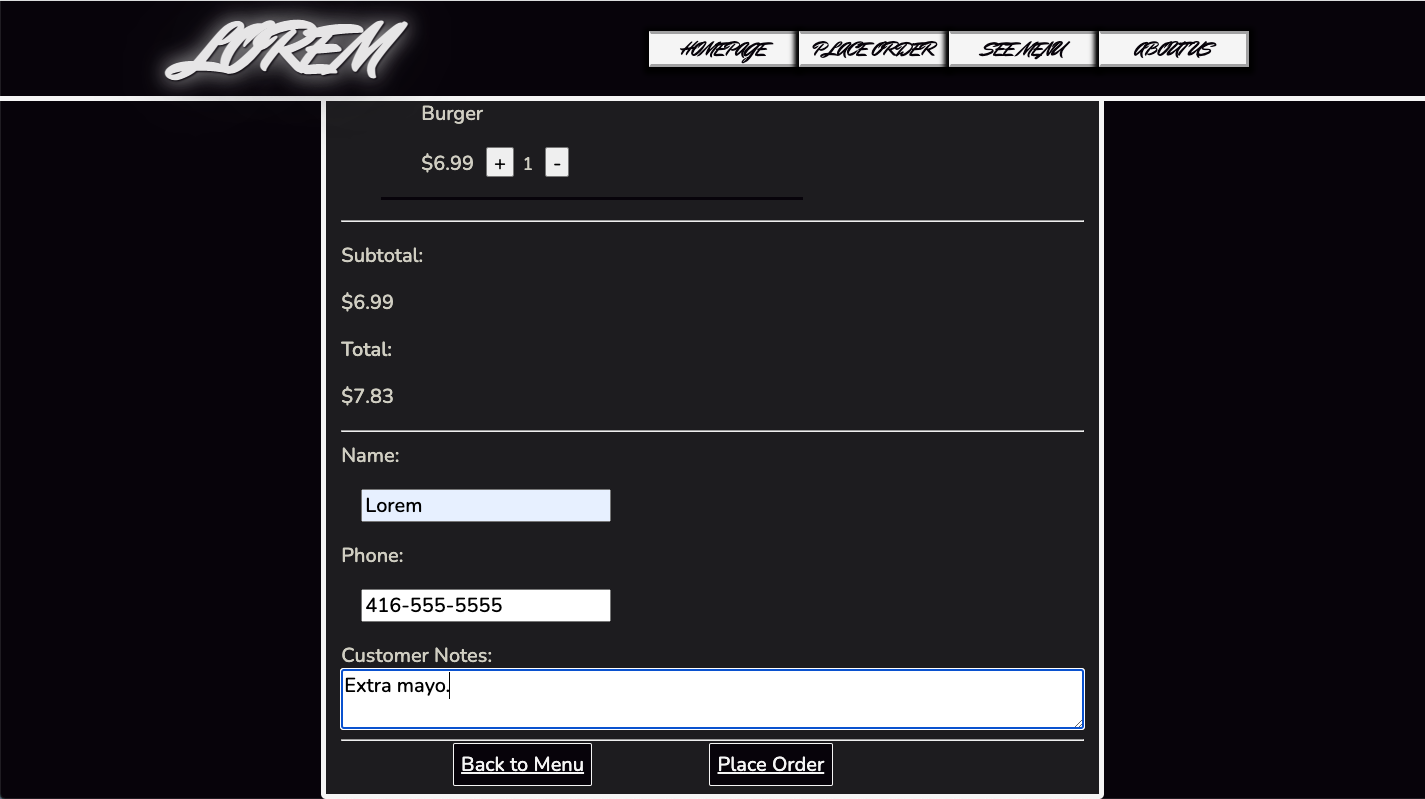 LOREM
HOMEPAGE PLACE ORDER SEE MENU ABOUT US
Burger
$6.99 + 1 -
Subtotal:
$6.99
Total:
$7.83
Name:
Lorem
Phone:
416-555-5555
Customer Notes:
Extra mayo.
Back to Menu Place Order